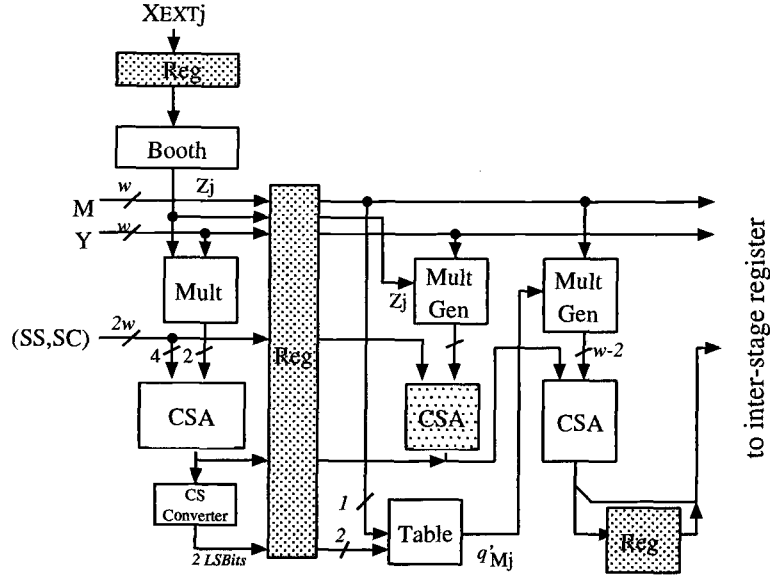 XEXTj
Reg
Booth
w
Zj
M
w
Y
Mult
Mult
Gen
Zj
Mult
Gen
2w
(SS,SC)
4
2
Reg
w-2
CSA
CSA
CSA
CS
Converter
1
2
Table
2 LSBits
q'Mj
Reg
to inter-stage register